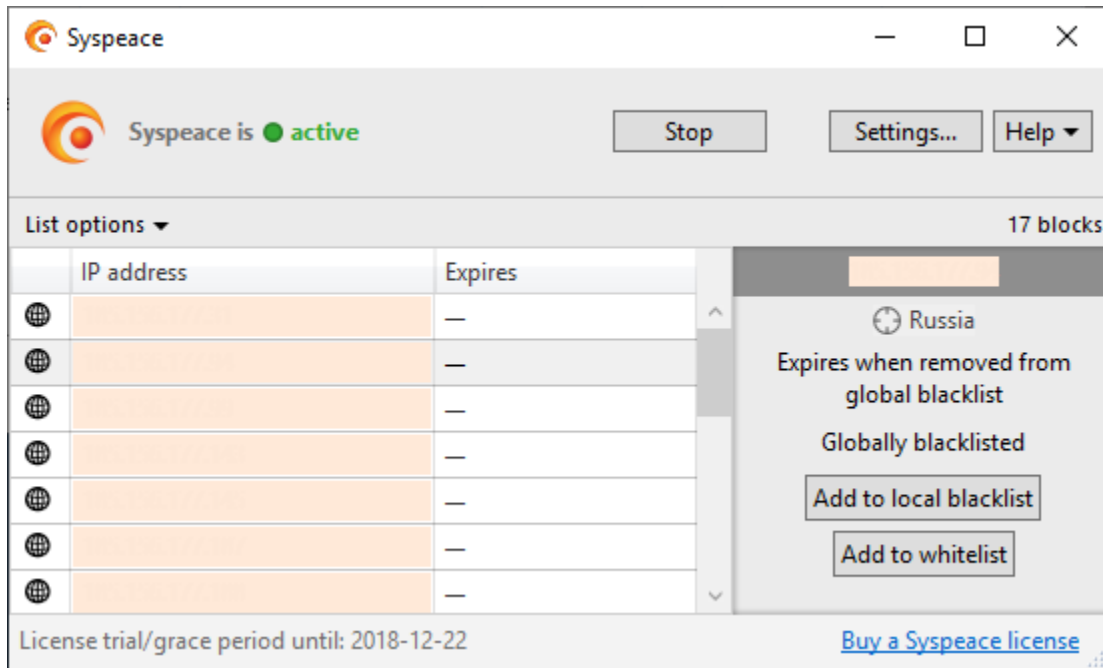 Syspeace
Syspeace is active
Stop
Settings...
Help
List options
17 blocks
IP address
Expires
—
—
—
—
—
—
—
Russia
Expires when removed from
global blacklist
Globally blacklisted
Add to local blacklist
Add to whitelist
License trial/grace period until: 2018-12-22
Buy a Syspeace license